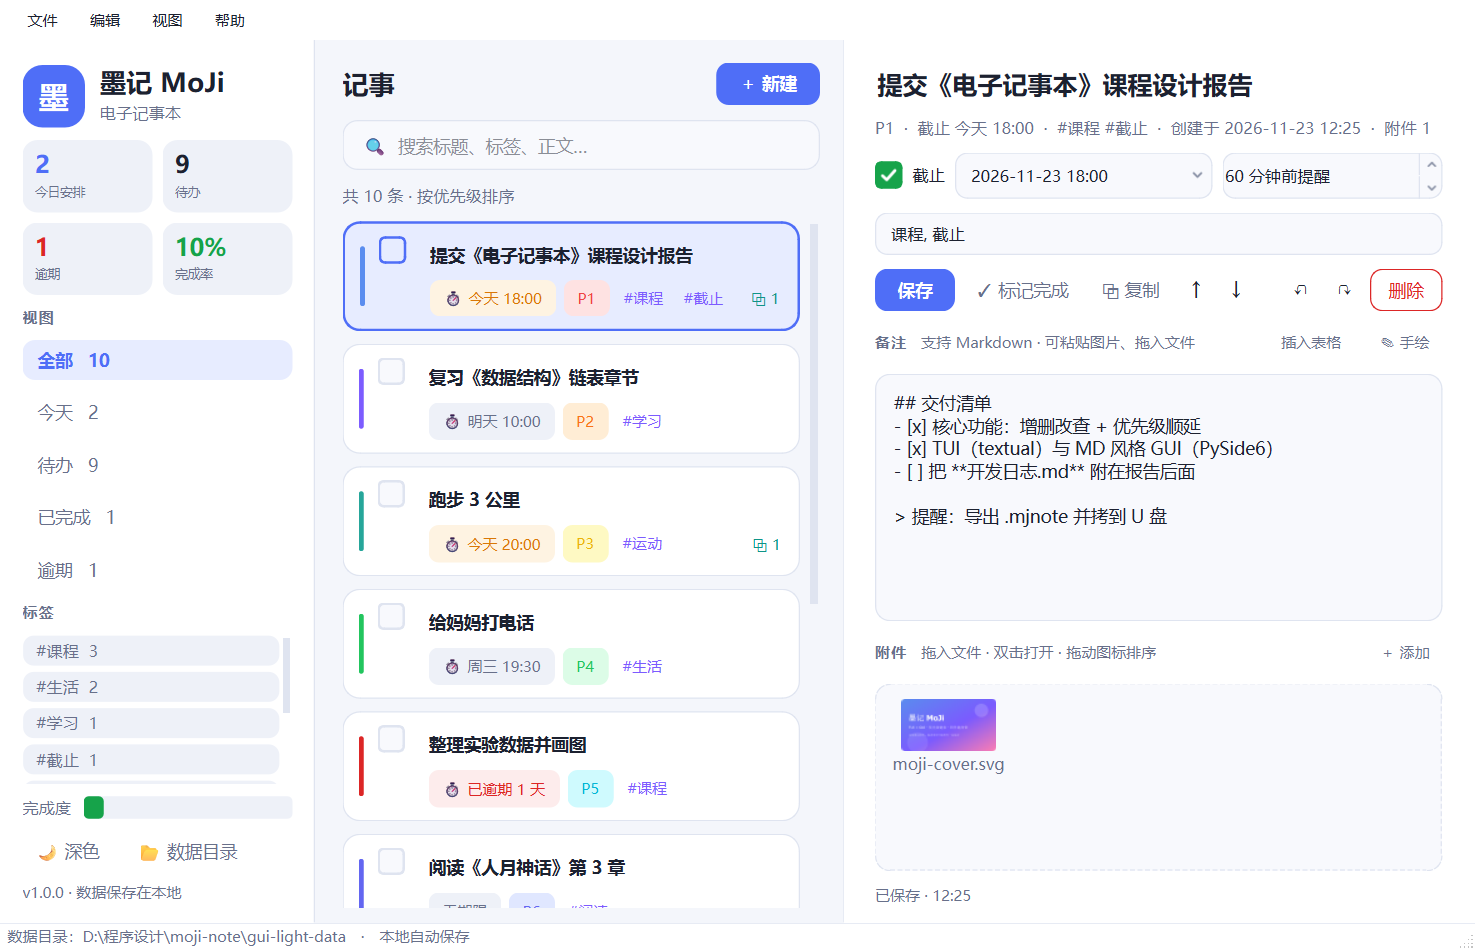 文件 编辑 视图 帮助
墨
墨记 MoJi
电子记事本
2
今日安排
9
待办
1
逾期
10%
完成率
视图
全部 10
今天 2
待办 9
已完成 1
逾期 1
标签
#课程 3
#生活 2
#学习 1
#截止 1
完成度
深色 数据目录
v1.0.0 · 数据保存在本地
记事
+ 新建
搜索标题、标签、正文...
共 10 条 · 按优先级排序
提交《电子记事本》课程设计报告
今天 18:00 P1 #课程 #截止 1
复习《数据结构》链表章节
明天 10:00 P2 #学习
跑步 3 公里
今天 20:00 P3 #运动 1
给妈妈打电话
周三 19:30 P4 #生活
整理实验数据并画图
已逾期 1 天 P5 #课程
阅读《人月神话》第 3 章
提交《电子记事本》课程设计报告
P1 · 截止 今天 18:00 · #课程 #截止 · 创建于 2026-11-23 12:25 · 附件 1
截止 2026-11-23 18:00 60 分钟前提醒
课程, 截止
保存 ✓ 标记完成 复制 ↑ ↓ 删除
备注 支持 Markdown · 可粘贴图片、拖入文件 插入表格 ✎ 手绘
## 交付清单
- [x] 核心功能：增删改查 + 优先级顺延
- [x] TUI（textual）与 MD 风格 GUI（PySide6）
- [ ] 把 **开发日志.md** 附在报告后面
> 提醒：导出 .mjnote 并拷到 U 盘
附件 拖入文件 · 双击打开 · 拖动图标排序 + 添加
墨记 MoJi
moji-cover.svg
已保存 · 12:25
数据目录：D:\程序设计\moji-note\gui-light-data · 本地自动保存